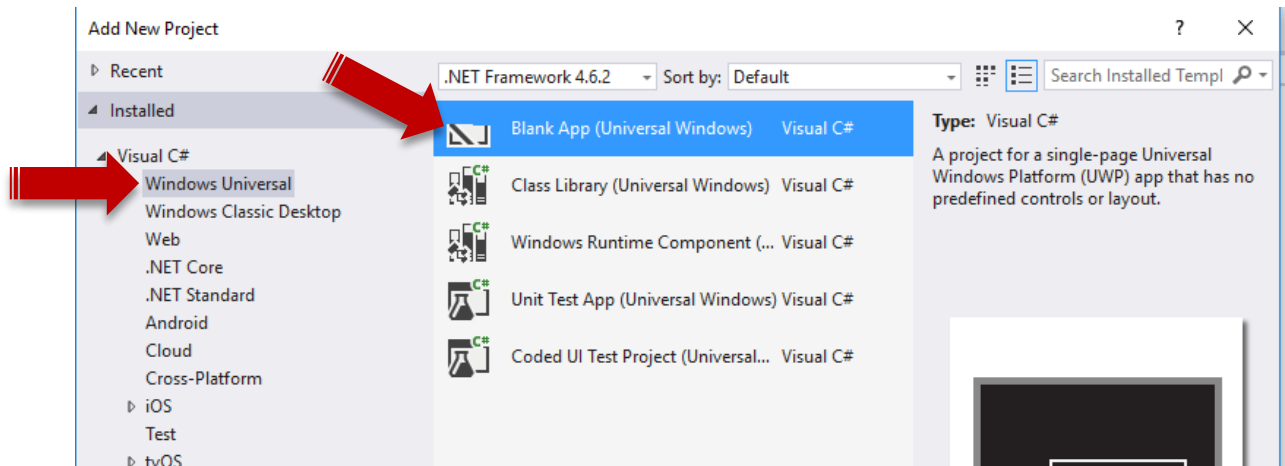 Add New Project
Recent
.NET Framework 4.6.2 Sort by: Default Search Installed Templ
Installed
Visual C#
Windows Universal
Windows Classic Desktop
Web
.NET Core
.NET Standard
Android
Cloud
Cross-Platform
iOS
Test
tvOS
Blank App (Universal Windows) Visual C#
C# Class Library (Universal Windows) Visual C#
C# Windows Runtime Component (... Visual C#
C# Unit Test App (Universal Windows) Visual C#
C# Coded UI Test Project (Universal... Visual C#
Type: Visual C#
A project for a single-page Universal
Windows Platform (UWP) app that has no
predefined controls or layout.